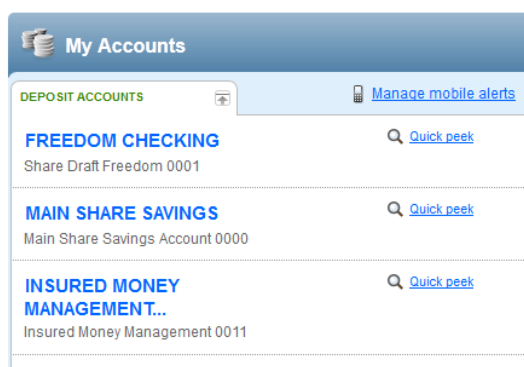 My Accounts
DEPOSIT ACCOUNTS
Manage mobile alerts
FREEDOM CHECKING
Quick peek
Share Draft Freedom 0001
MAIN SHARE SAVINGS
Quick peek
Main Share Savings Account 0000
INSURED MONEY
Quick peek
MANAGEMENT...
Insured Money Management 0011